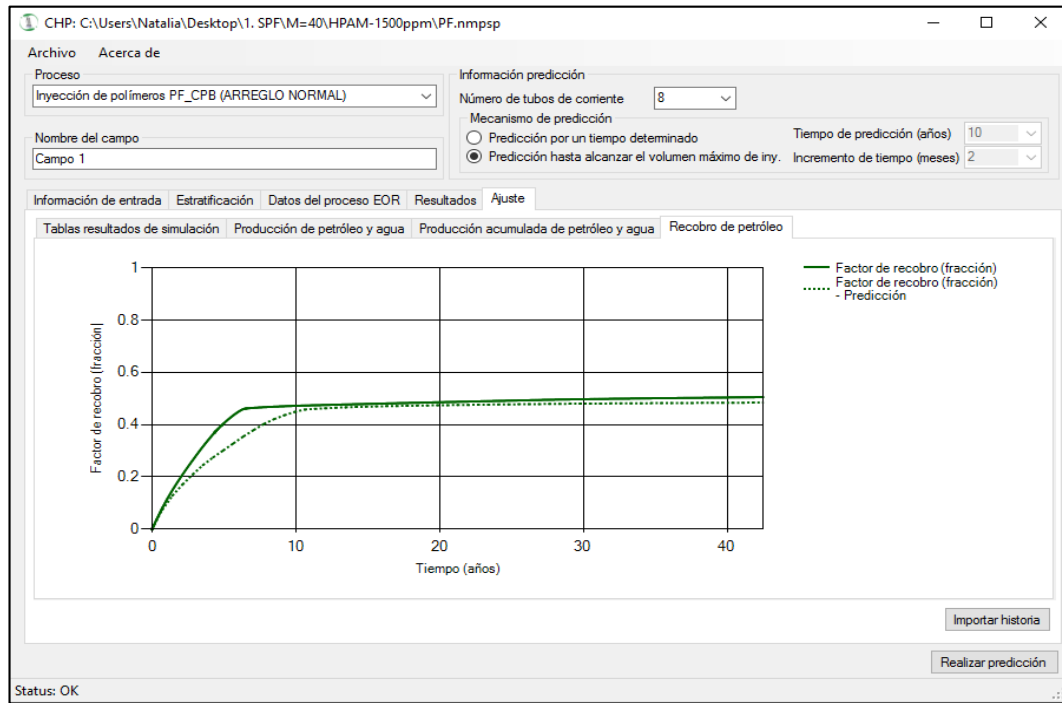 CHP: C:\Users\Natalia\Desktop\1. SPF\M=40\HPAM-1500ppm\PF.nmpsp
Archivo Acerca de
Proceso
Inyección de polímeros PF_CPB (ARREGLO NORMAL)
Nombre del campo
Campo 1
Información predicción
Número de tubos de corriente 8
Mecanismo de predicción
Predicción por un tiempo determinado
Predicción hasta alcanzar el volumen máximo de iny.
Tiempo de predicción (años) 10
Incremento de tiempo (meses) 2
Información de entrada Estratificación Datos del proceso EOR Resultados Ajuste
Tablas resultados de simulación Producción de petróleo y agua Producción acumulada de petróleo y agua Recobro de petróleo
Factor de recobro (fracción)
1
0.8
0.6
0.4
0.2
0
0 10 20 30 40
Tiempo (años)
Factor de recobro (fracción)
Factor de recobro (fracción)
- Predicción
Importar historia
Realizar predicción
Status: OK